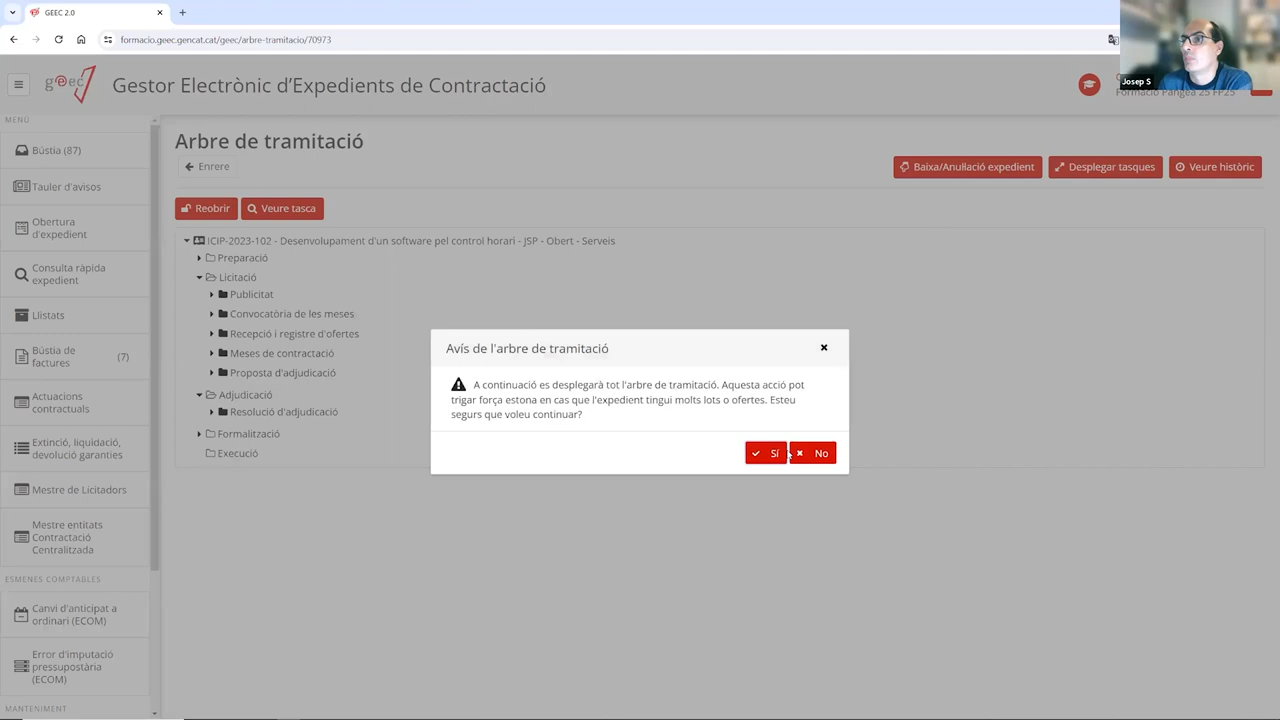 GEEC 2.0
formacio.geec.gencat.cat/geec/arbre-tramitacio/70973
Josep S
geec
Gestor Electrònic d'Expedients de Contractació
Formació Pangea 25 FP25
MENÚ
Bústia (87)
Tauler d'avisos
Obertura
d'expedient
Consulta ràpida
expedient
Llistats
Bústia de
factures
(7)
Actuacions
contractuals
Extinció, liquidació,
devolució garanties
Mestre de Licitadors
Mestre entitats
Contractació
Centralitzada
ESMENES COMPTABLES
Canvi d'anticipat a
ordinari (ECOM)
Error d'imputació
pressupostària
(ECOM)
MANTENIMENT
Arbre de tramitació
Enrere
Baixa/Anul·lació expedient
Desplegar tasques
Veure històric
Reobrir
Veure tasca
ICIP-2023-102 - Desenvolupament d'un software pel control horari - JSP - Obert - Serveis
Preparació
Licitació
Publicitat
Convocatòria de les meses
Recepció i registre d'ofertes
Meses de contractació
Proposta d'adjudicació
Adjudicació
Resolució d'adjudicació
Formalització
Execució
Avís de l'arbre de tramitació
A continuació es desplegarà tot l'arbre de tramitació. Aquesta acció pot
trigar força estona en cas que l'expedient tingui molts lots o ofertes. Esteu
segurs que voleu continuar?
Sí
No